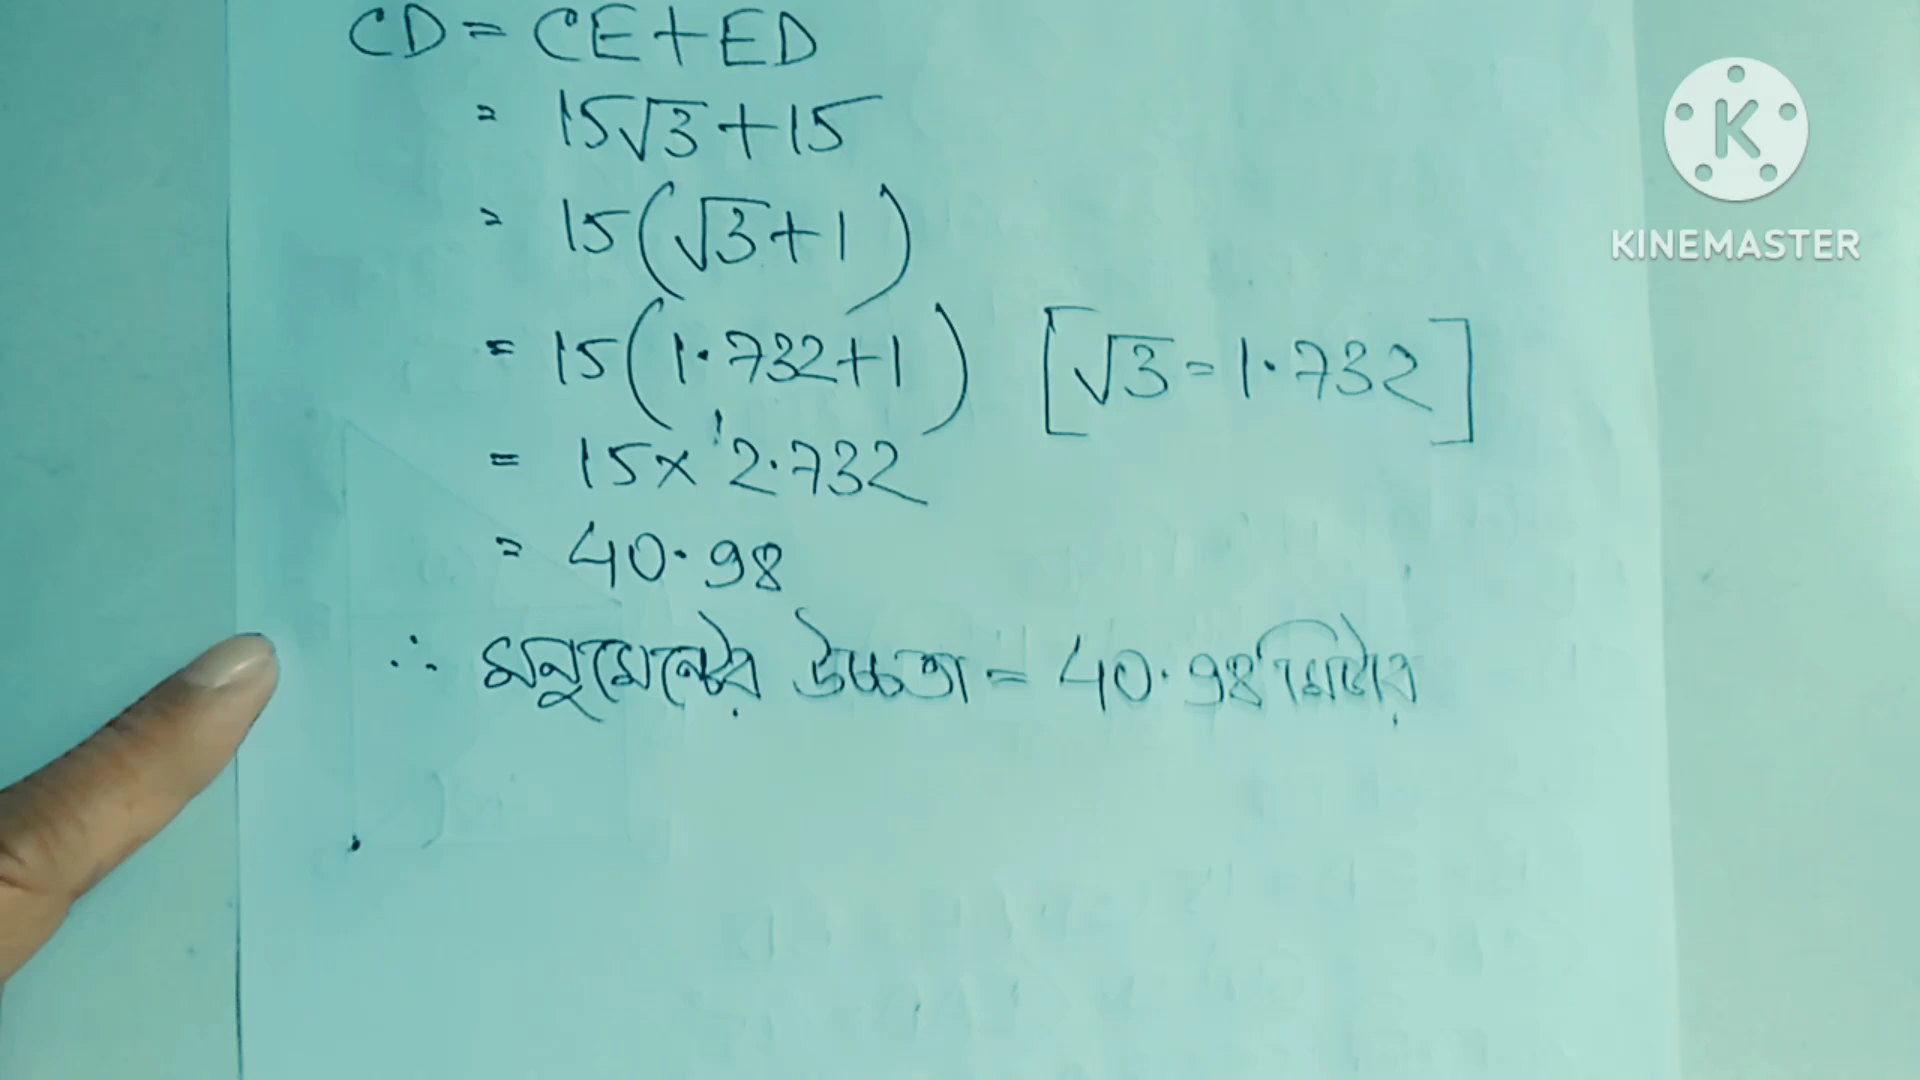 CD = CE+ED
= 15√3+15
= 15(√3+1)
= 15(1.732+1) [√3=1.732]
= 15× 2.732
= 40.98
∴ মনুমেন্টের উচ্চতা = 40.98 মিটার
K
KINEMASTER